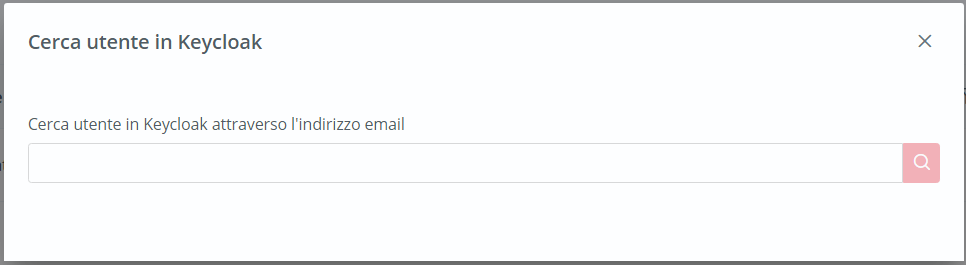 Cerca utente in Keycloak
Cerca utente in Keycloak attraverso l'indirizzo email